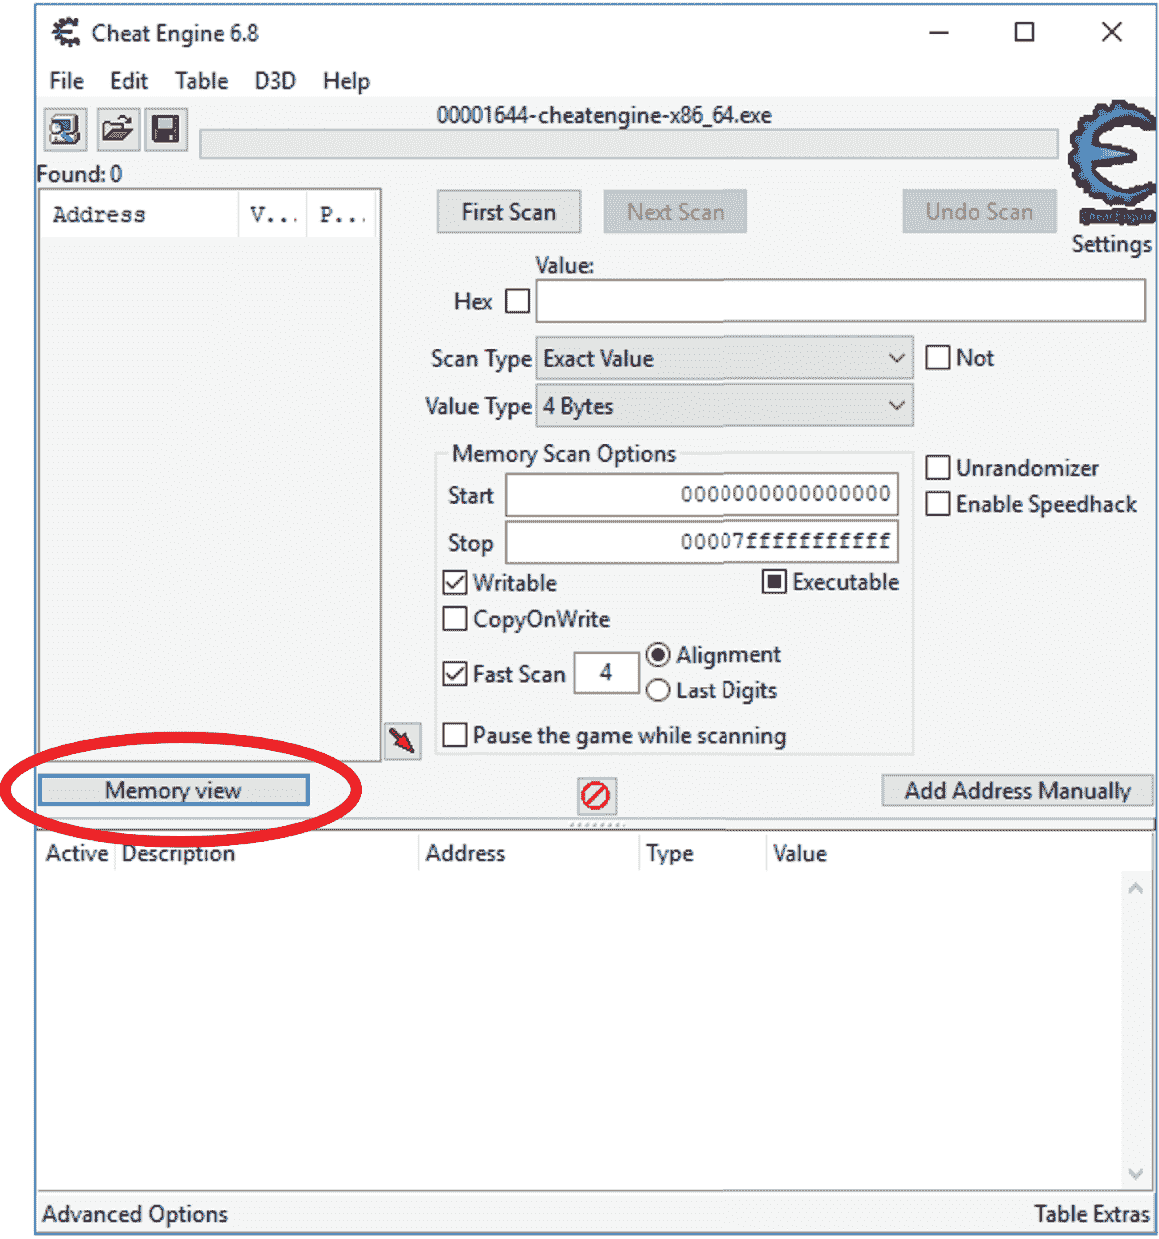 Cheat Engine 6.8
File Edit Table D3D Help
00001644-cheatengine-x86_64.exe
Found: 0
Address V... P...
First Scan Next Scan Undo Scan
Cheat Engine
Settings
Value:
Hex
Scan Type Exact Value Not
Value Type 4 Bytes
Memory Scan Options
Unrandomizer
Start 0000000000000000
Enable Speedhack
Stop 00007fffffffffff
Writable Executable
CopyOnWrite
Alignment
Fast Scan 4
Last Digits
Pause the game while scanning
Memory view Add Address Manually
Active Description Address Type Value
Advanced Options Table Extras